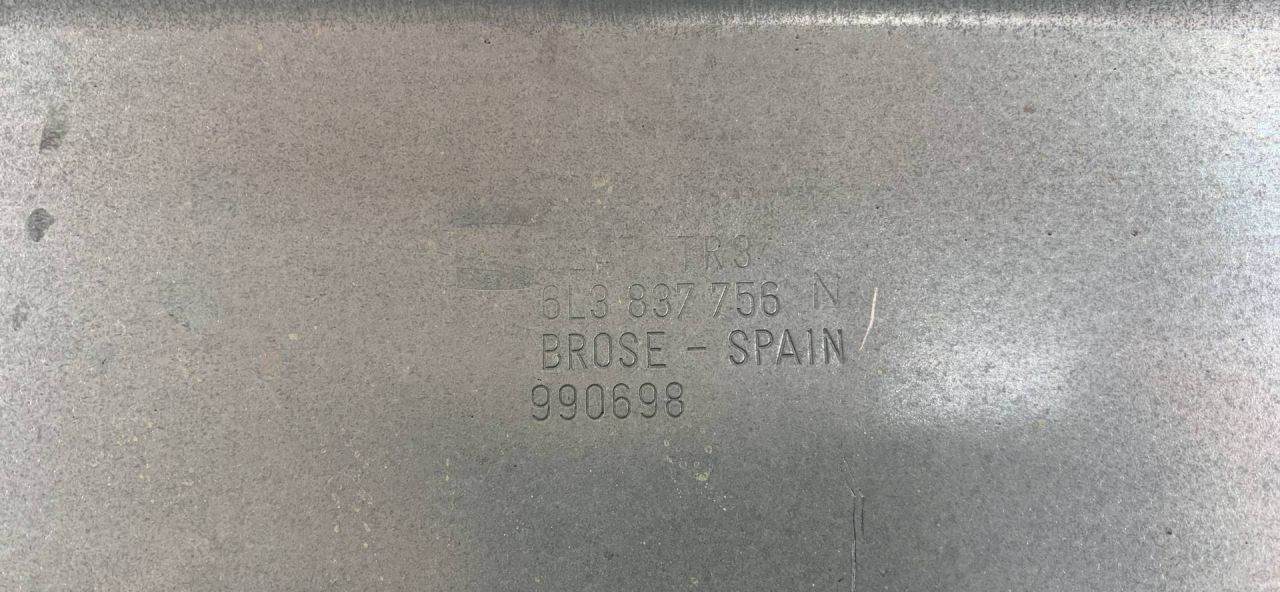 TR3
6L3 837 756 N
BROSE - SPAIN
990698